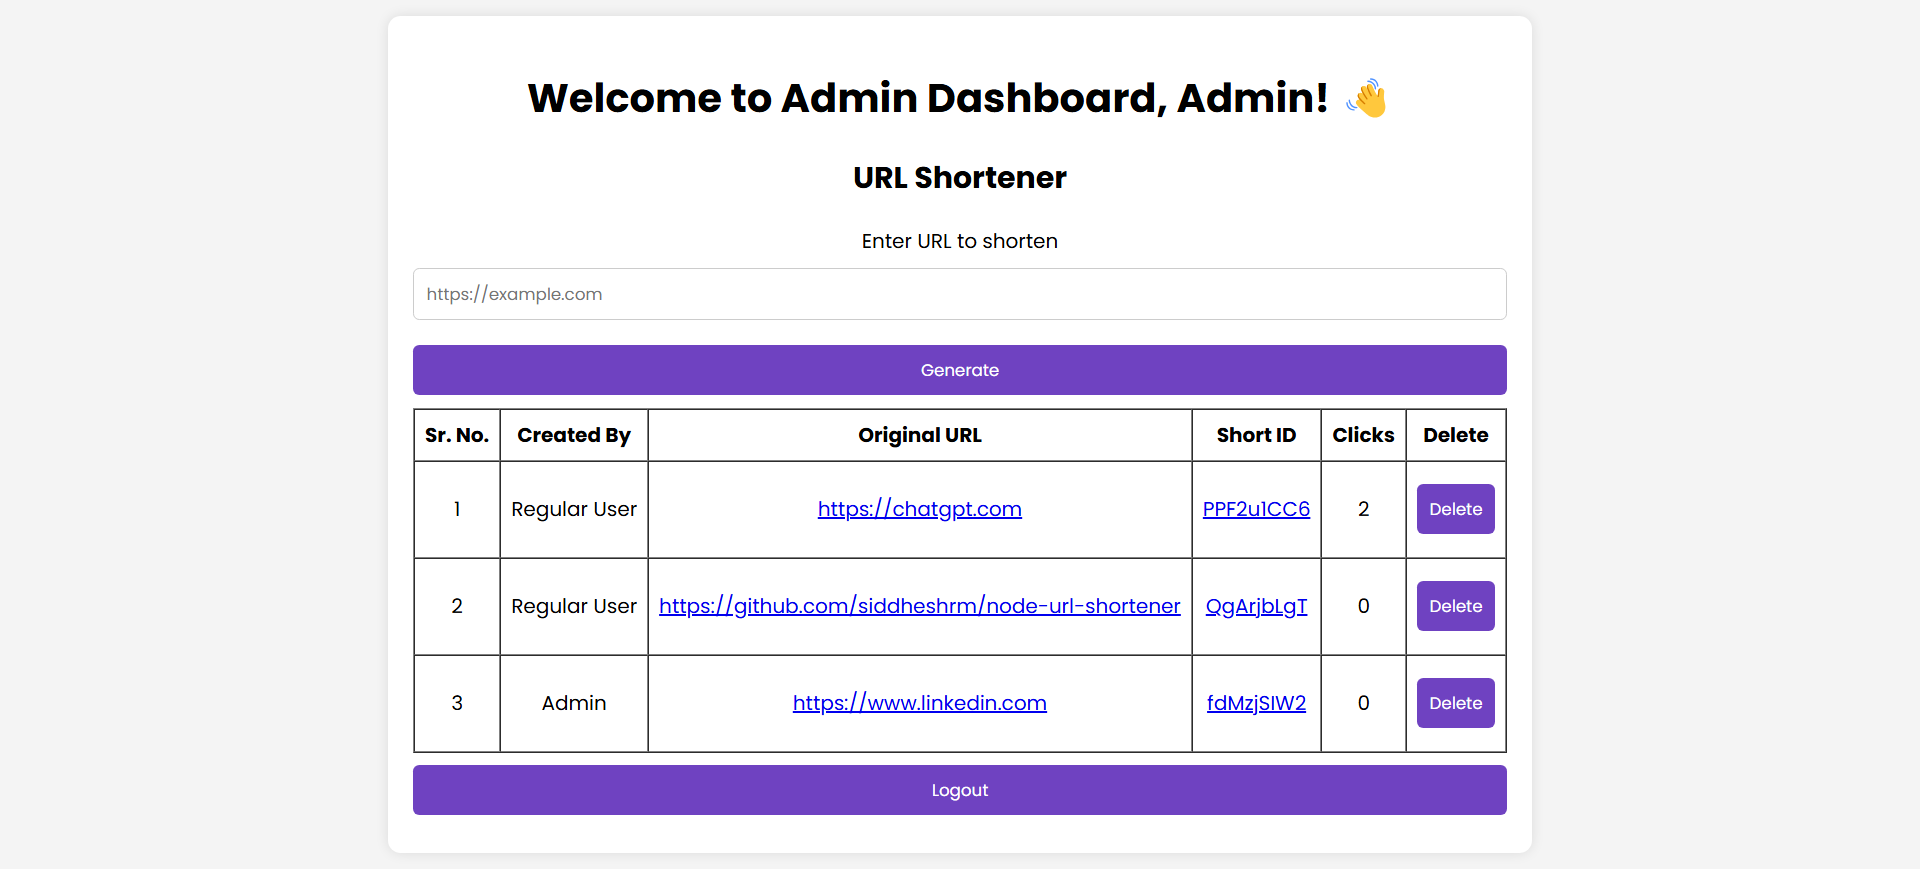 Welcome to Admin Dashboard, Admin! 👋
URL Shortener
Enter URL to shorten
https://example.com
Generate
Sr. No. Created By Original URL Short ID Clicks Delete
1 Regular User https://chatgpt.com PPF2u1CC6 2 Delete
2 Regular User https://github.com/siddheshrm/node-url-shortener QgArjbLgT 0 Delete
3 Admin https://www.linkedin.com fdMzjSIW2 0 Delete
Logout